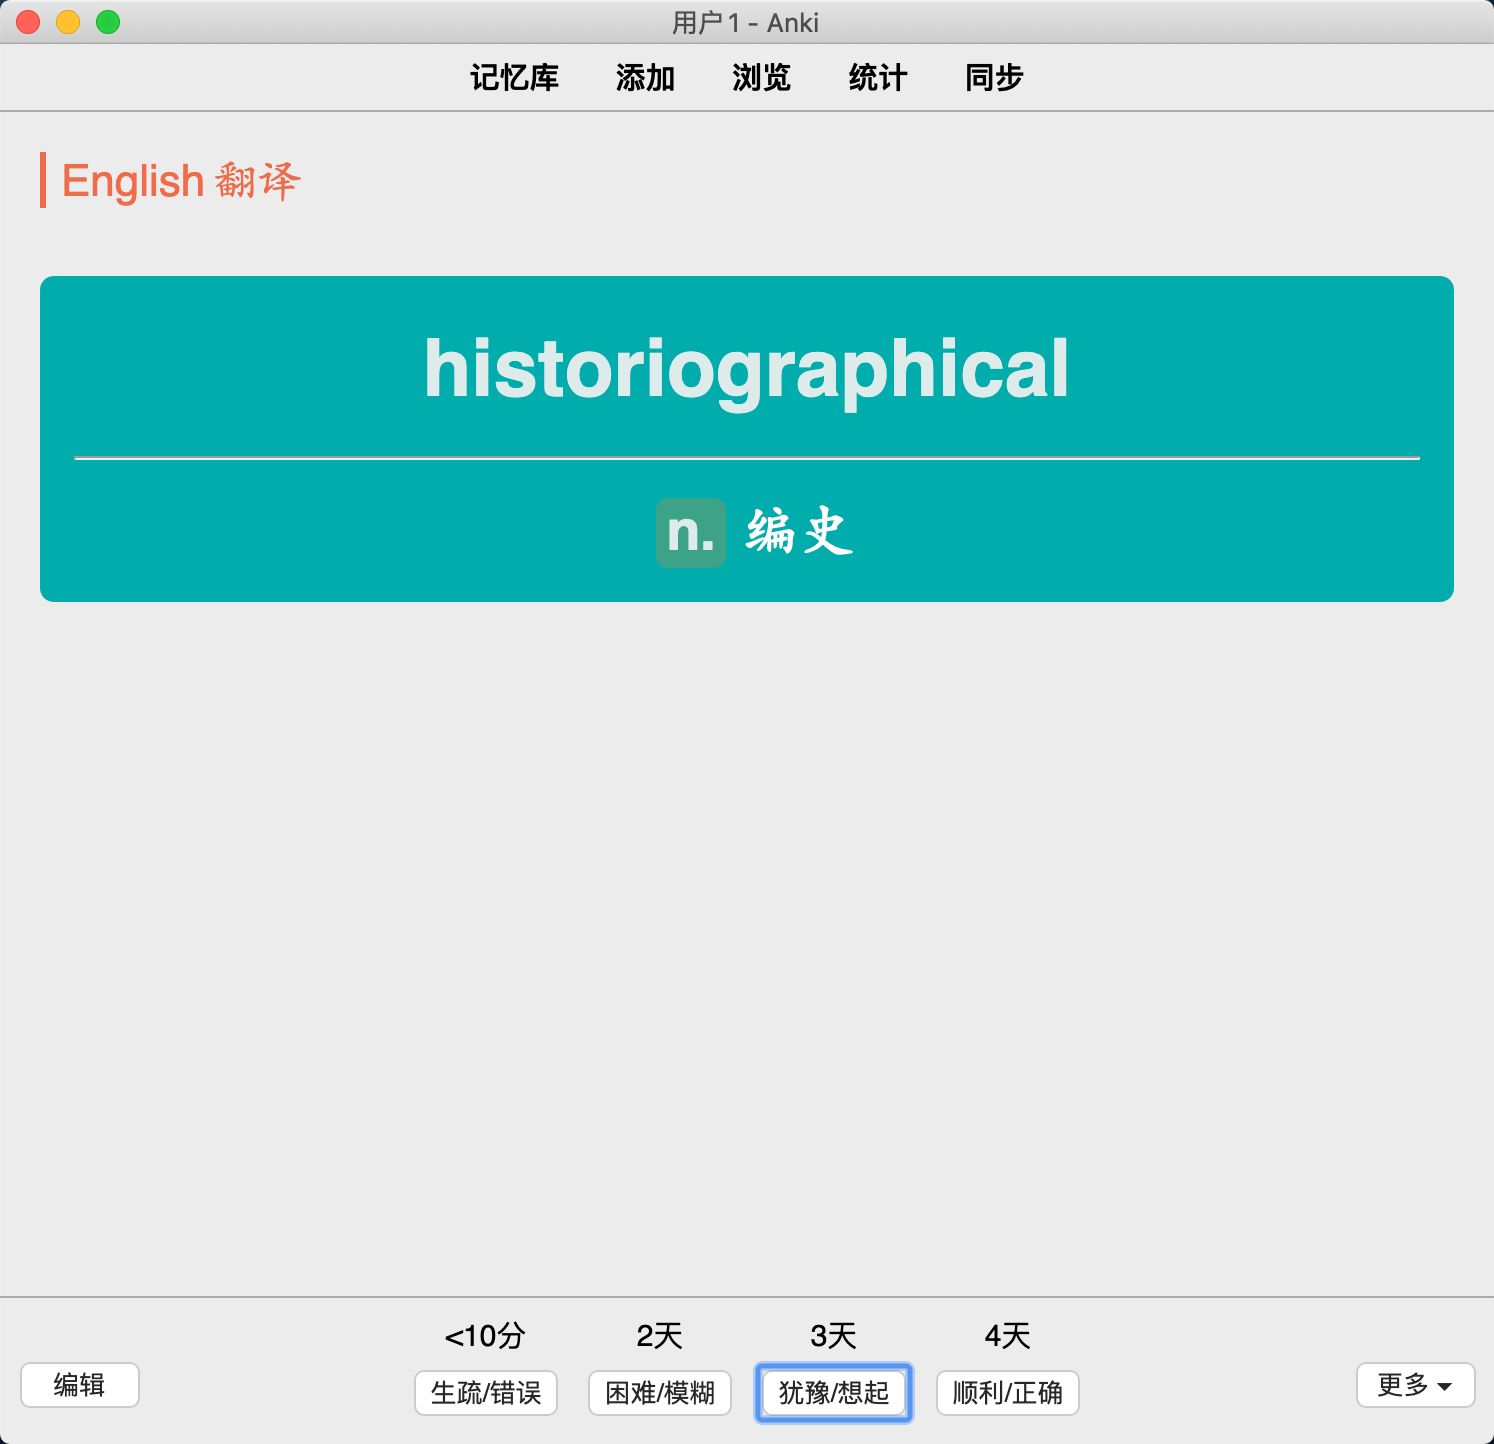 用户1 - Anki
记忆库 添加 浏览 统计 同步
English 翻译
historiographical
n. 编史
<10分 2天 3天 4天
编辑 生疏/错误 困难/模糊 犹豫/想起 顺利/正确 更多